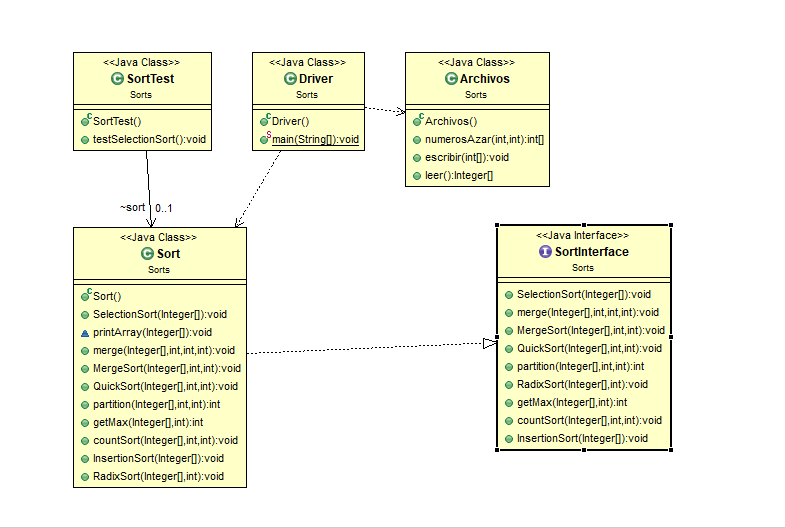 <<Java Class>>
SortTest
Sorts
SortTest()
testSelectionSort():void
<<Java Class>>
Driver
Sorts
Driver()
main(String[]):void
<<Java Class>>
Archivos
Sorts
Archivos()
numerosAzar(int,int):int[]
escribir(int[]):void
leer():Integer[]
~sort 0..1
<<Java Class>>
Sort
Sorts
Sort()
SelectionSort(Integer[]):void
printArray(Integer[]):void
merge(Integer[],int,int,int):void
MergeSort(Integer[],int,int):void
QuickSort(Integer[],int,int):void
partition(Integer[],int,int):int
getMax(Integer[],int):int
countSort(Integer[],int,int):void
InsertionSort(Integer[]):void
RadixSort(Integer[],int):void
<<Java Interface>>
SortInterface
Sorts
SelectionSort(Integer[]):void
merge(Integer[],int,int,int):void
MergeSort(Integer[],int,int):void
QuickSort(Integer[],int,int):void
partition(Integer[],int,int):int
RadixSort(Integer[],int):void
getMax(Integer[],int):int
countSort(Integer[],int,int):void
InsertionSort(Integer[]):void